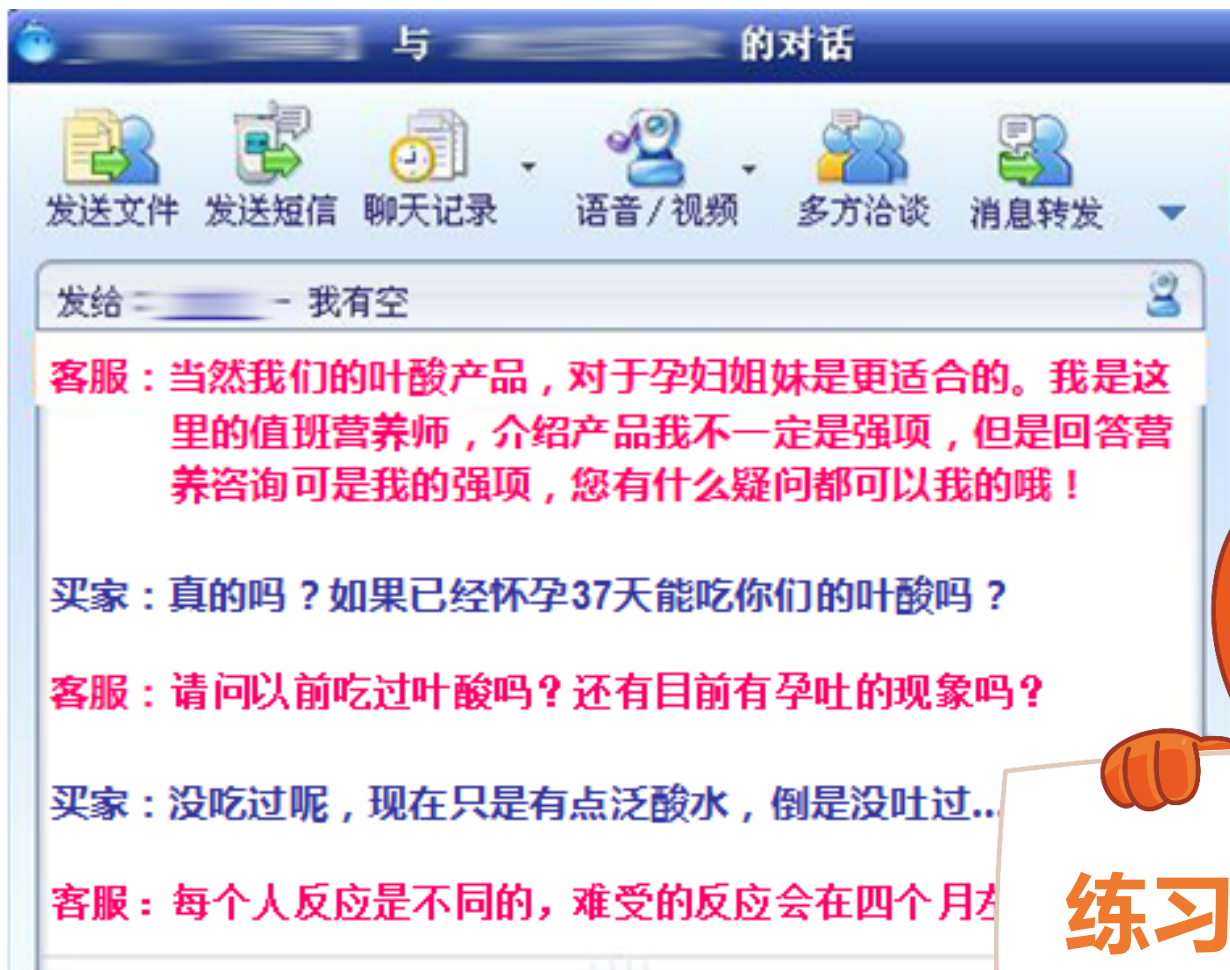 与 的对话
发送文件 发送短信 聊天记录 语音/视频 多方洽谈 消息转发
发给: - 我有空
客服：当然我们的叶酸产品，对于孕妇姐妹是更适合的。我是这
里的值班营养师，介绍产品我不一定是强项，但是回答营
养咨询可是我的强项，您有什么疑问都可以我的哦！
买家：真的吗？如果已经怀孕37天能吃你们的叶酸吗？
客服：请问以前吃过叶酸吗？还有目前有孕吐的现象吗？
买家：没吃过呢，现在只是有点泛酸水，倒是没吐过...
客服：每个人反应是不同的，难受的反应会在四个月
练习